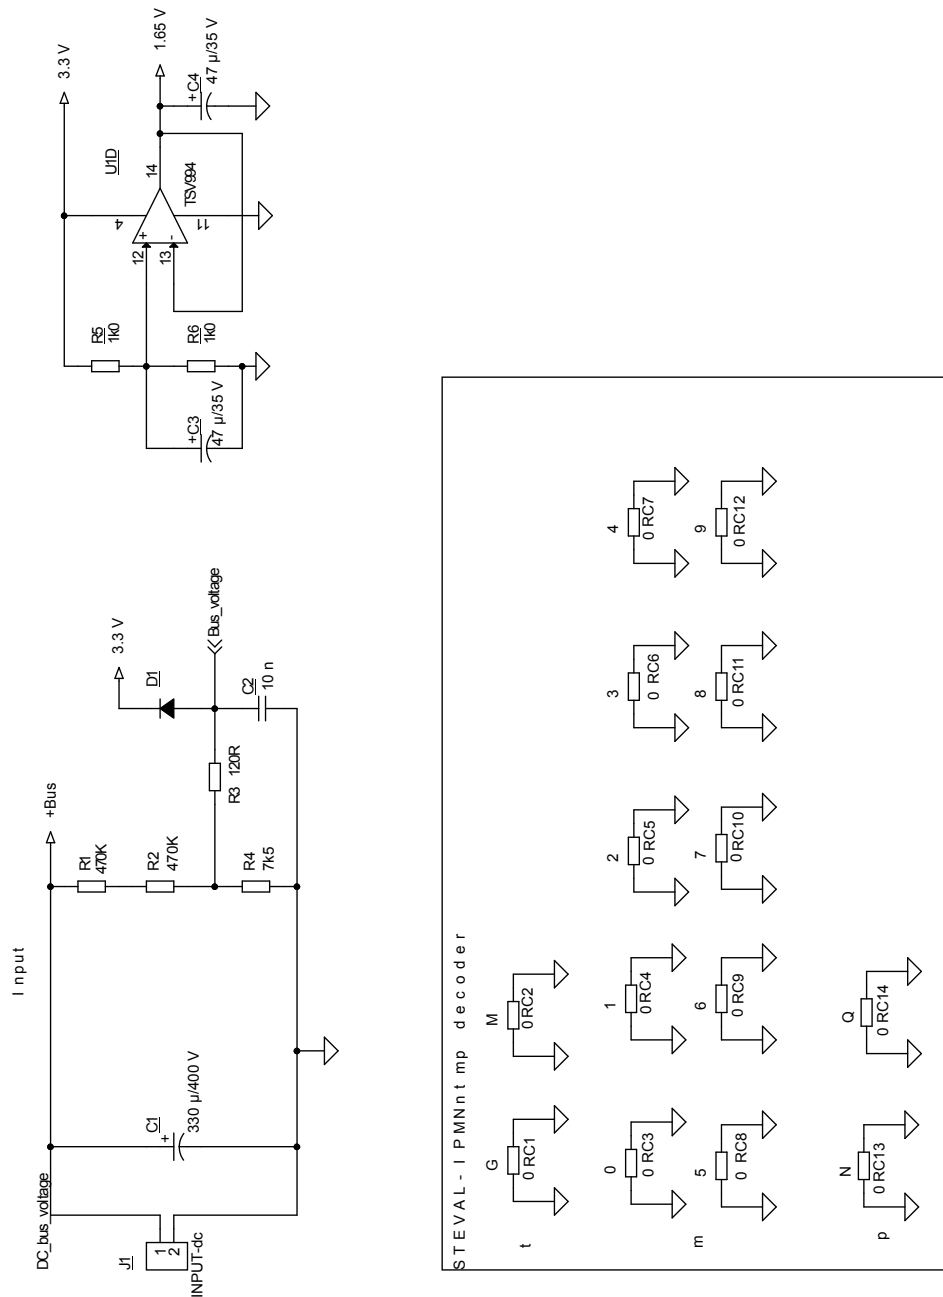 Input
DC_bus_voltage
J1
1
2
INPUT-dc
C1
+
330 µ/400 V
+Bus
R1
470K
R2
470K
R4
7k5
R3 120R
3.3 V
D1
Bus_voltage
C2
10 n
3.3 V
R5
1k0
R6
1k0
+C3
47 µ/35 V
U1D
4
12
+
13
-
14
11
TSV994
1.65 V
+C4
47 µ/35 V
STEVAL-IPMNntmp decoder
t
G
0 RC1
M
0 RC2
m
0
0 RC3
1
0 RC4
2
0 RC5
3
0 RC6
4
0 RC7
5
0 RC8
6
0 RC9
7
0 RC10
8
0 RC11
9
0 RC12
p
N
0 RC13
Q
0 RC14